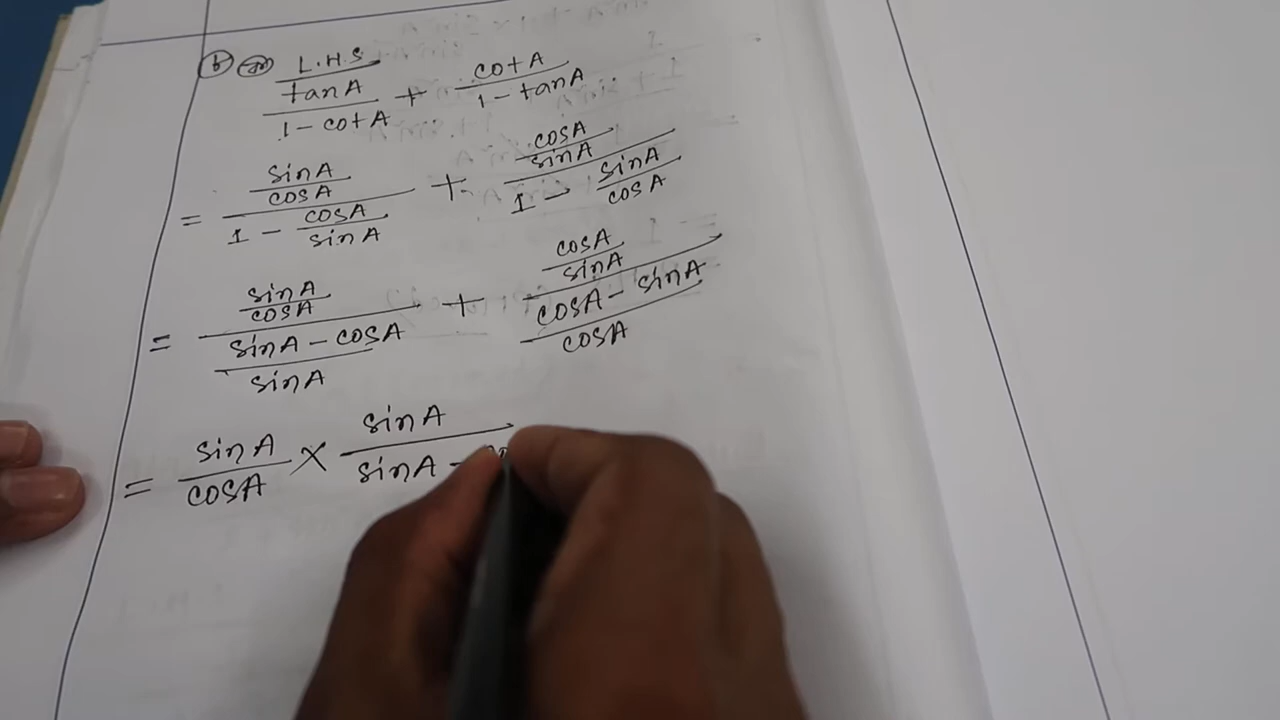 ৮ ক L.H.S
tanA / 1 - cotA + cotA / 1 - tanA
= sinA/cosA / 1 - cosA/sinA + cosA/sinA / 1 - sinA/cosA
= sinA/cosA / sinA - cosA/sinA + cosA/sinA / cosA - sinA/cosA
= sinA/cosA × sinA / sinA -